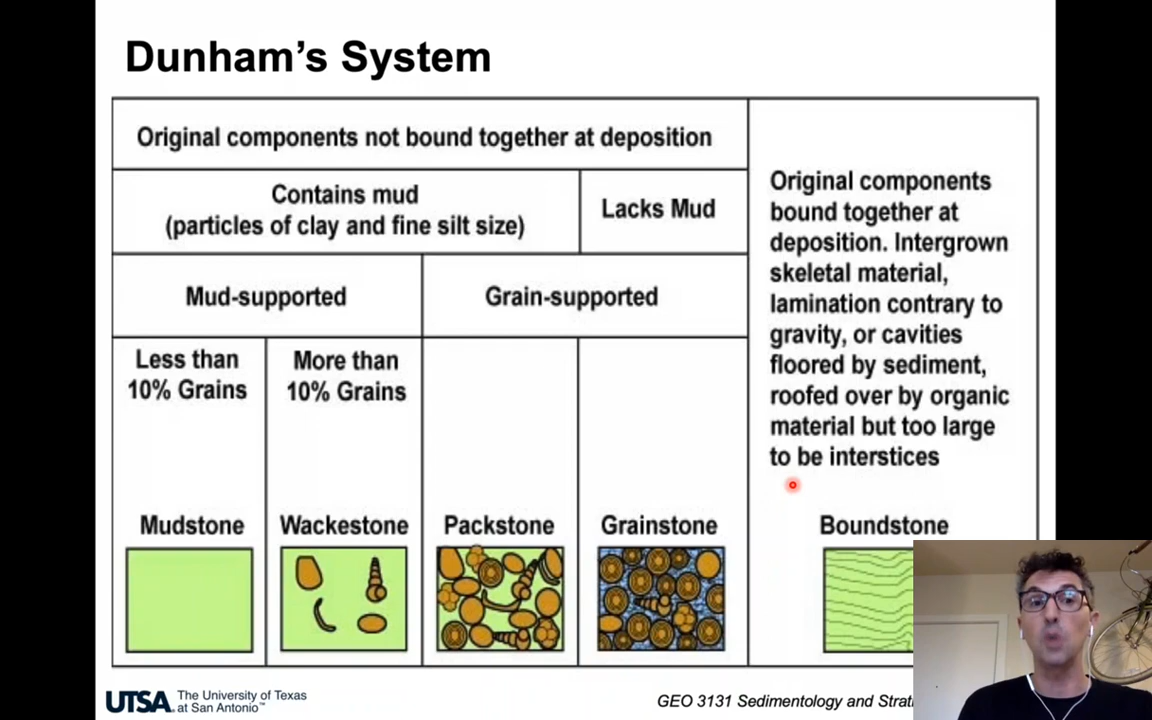 Dunham's System
Original components not bound together at deposition
Contains mud
(particles of clay and fine silt size)
Lacks Mud
Mud-supported
Grain-supported
Less than
10% Grains
More than
10% Grains
Original components
bound together at
deposition. Intergrown
skeletal material,
lamination contrary to
gravity, or cavities
floored by sediment,
roofed over by organic
material but too large
to be interstices
Mudstone
Wackestone
Packstone
Grainstone
Boundstone
UTSA
The University of Texas
at San Antonio™
GEO 3131 Sedimentology and